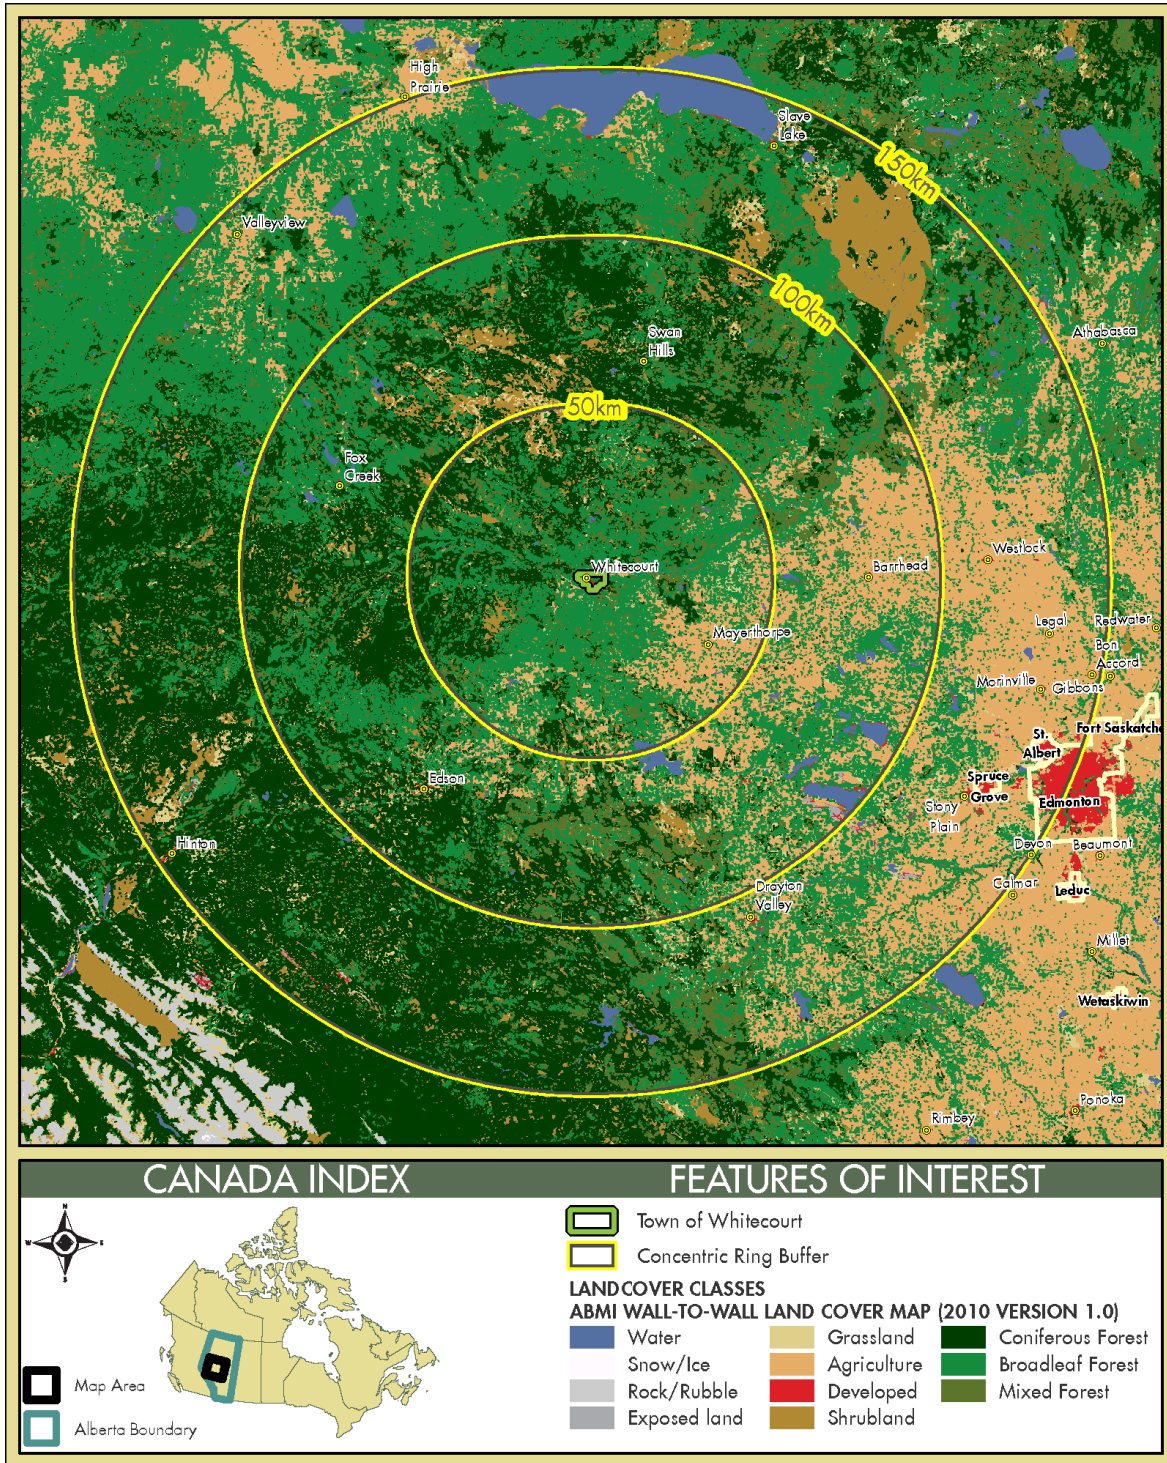 High
Prairie
Slave
Lake
150km
Valleyview
100km
Swan
Hills
Athabasca
50km
Fox
Creek
Westlock
Whitecourt
Barrhead
Mayerthorpe
Legal
Redwater
Bon
Accord
Morinville
Gibbons
Fort Saskatche
St.
Albert
Spruce
Grove
Edson
Stony
Plain
Edmonton
Hinton
Devon
Beaumont
Calmar
Leduc
Drayton
Valley
Millet
Wetaskiwin
Ponoka
Rimbey
CANADA INDEX
N
W
E
S
Map Area
Alberta Boundary
FEATURES OF INTEREST
Town of Whitecourt
Concentric Ring Buffer
LANDCOVER CLASSES
ABMI WALL-TO-WALL LAND COVER MAP (2010 VERSION 1.0)
Water
Snow/Ice
Rock/Rubble
Exposed land
Grassland
Agriculture
Developed
Shrubland
Coniferous Forest
Broadleaf Forest
Mixed Forest